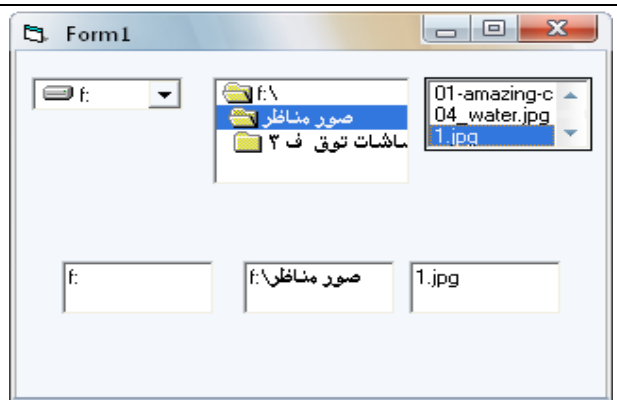 Form1
f:
f:\
صور مناظر
ساشات توق ف ٣
01-amazing-c
04_water.jpg
1.jpg
f:
f:\صور مناظر
1.jpg